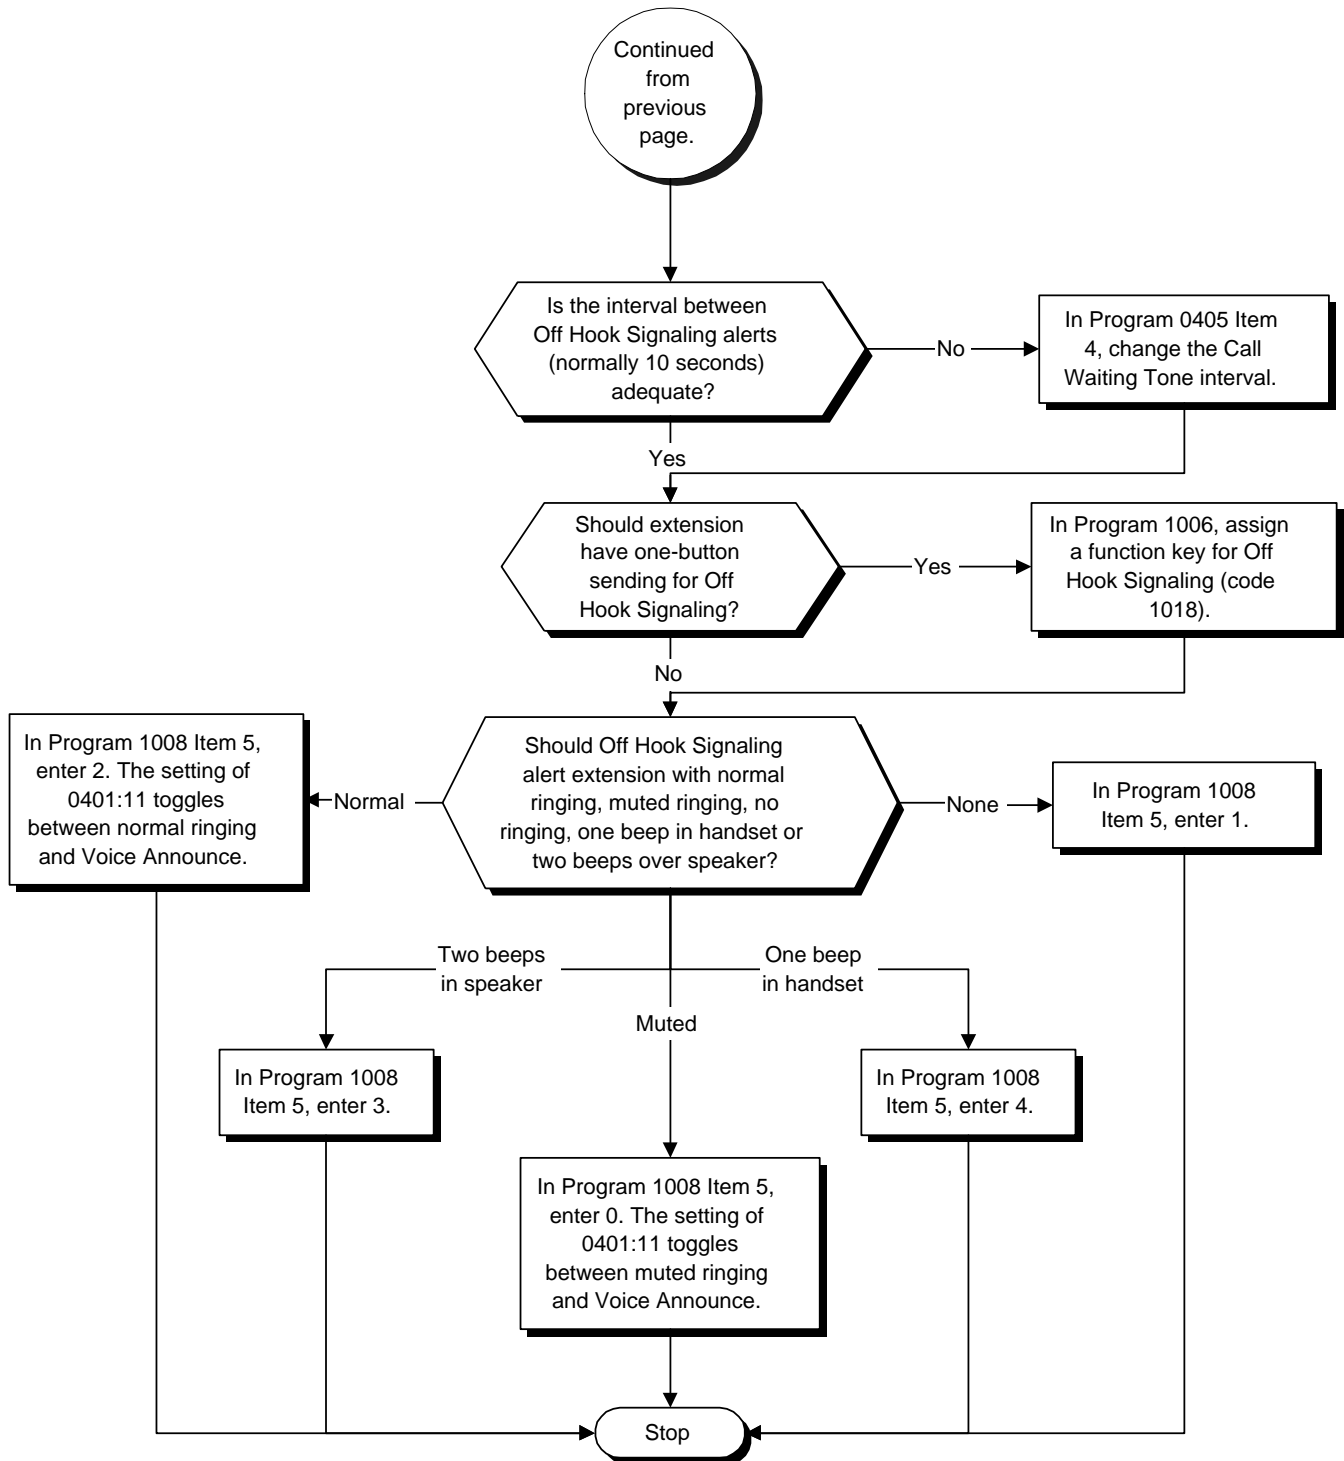 Continued
from
previous
page.
Is the interval between
Off Hook Signaling alerts
(normally 10 seconds)
adequate?
No
In Program 0405 Item
4, change the Call
Waiting Tone interval.
Yes
Should extension
have one-button
sending for Off
Hook Signaling?
Yes
In Program 1006, assign
a function key for Off
Hook Signaling (code
1018).
No
Should Off Hook Signaling
alert extension with normal
ringing, muted ringing, no
ringing, one beep in handset or
two beeps over speaker?
Normal
In Program 1008 Item 5,
enter 2. The setting of
0401:11 toggles
between normal ringing
and Voice Announce.
None
In Program 1008
Item 5, enter 1.
Two beeps
in speaker
One beep
in handset
Muted
In Program 1008
Item 5, enter 3.
In Program 1008
Item 5, enter 4.
In Program 1008 Item 5,
enter 0. The setting of
0401:11 toggles
between muted ringing
and Voice Announce.
Stop